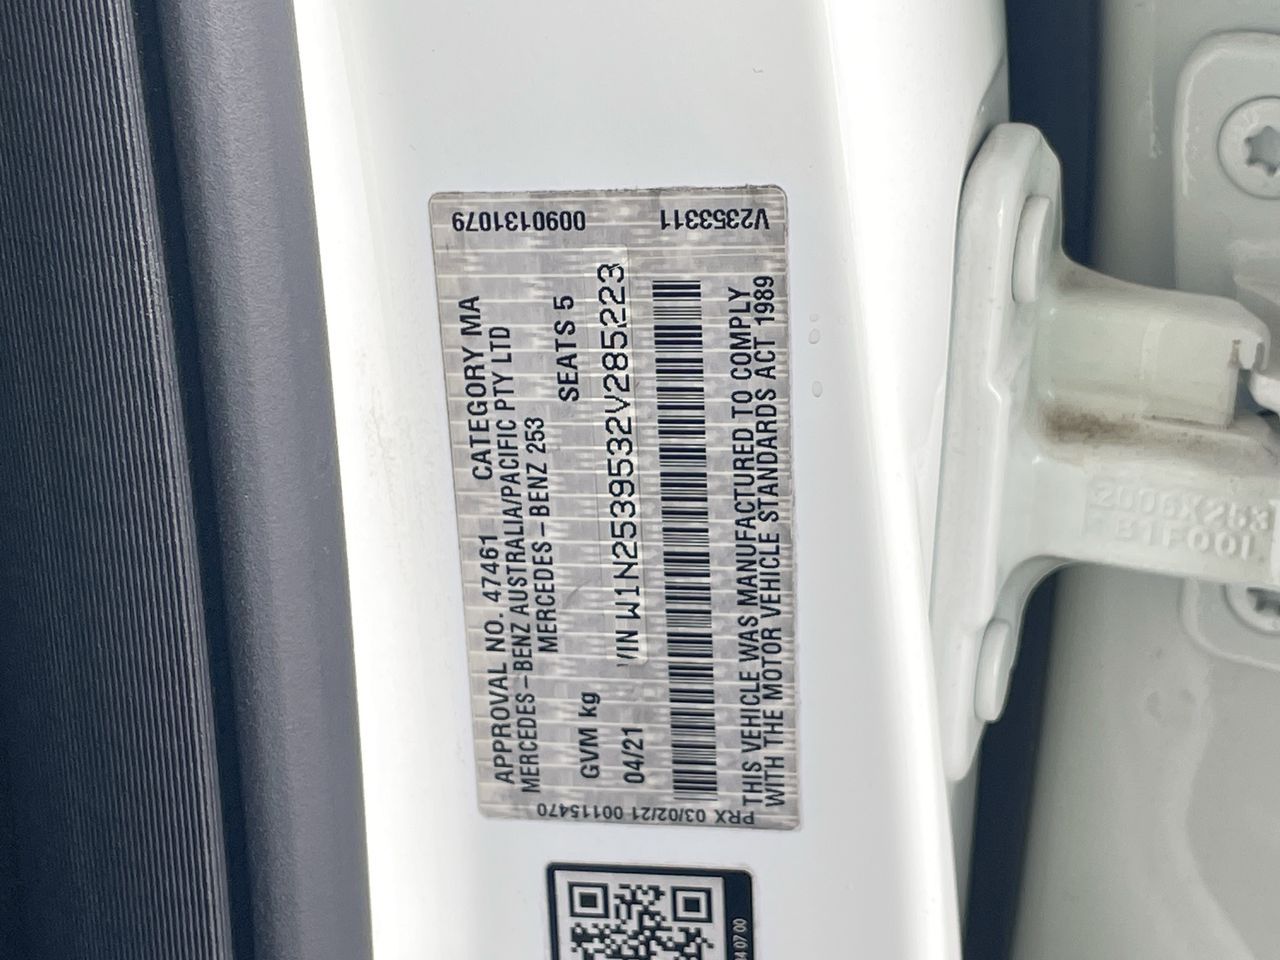 APPROVAL NO. 47461 CATEGORY MA
MERCEDES-BENZ AUSTRALIA/PACIFIC PTY LTD
MERCEDES-BENZ 253
GVM kg SEATS 5
04/21 VIN W1N2539532V285223
THIS VEHICLE WAS MANUFACTURED TO COMPLY
WITH THE MOTOR VEHICLE STANDARDS ACT 1989
0090131079
V2353311
PRX 03/02/21 00115470
2006X253
B1F00L